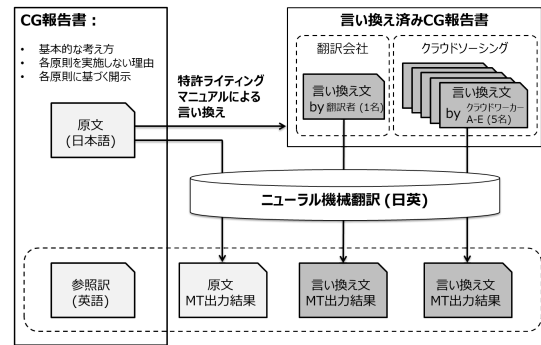 CG報告書：
• 基本的な考え方
• 各原則を実施しない理由
• 各原則に基づく開示
原文
(日本語)
特許ライティング
マニュアルによる
言い換え
言い換え済みCG報告書
翻訳会社
言い換え文
by 翻訳者 (1名)
クラウドソーシング
言い換え文
by クラウドワーカー
A-E (5名)
ニューラル機械翻訳 (日英)
参照訳
(英語)
原文
MT出力結果
言い換え文
MT出力結果
言い換え文
MT出力結果